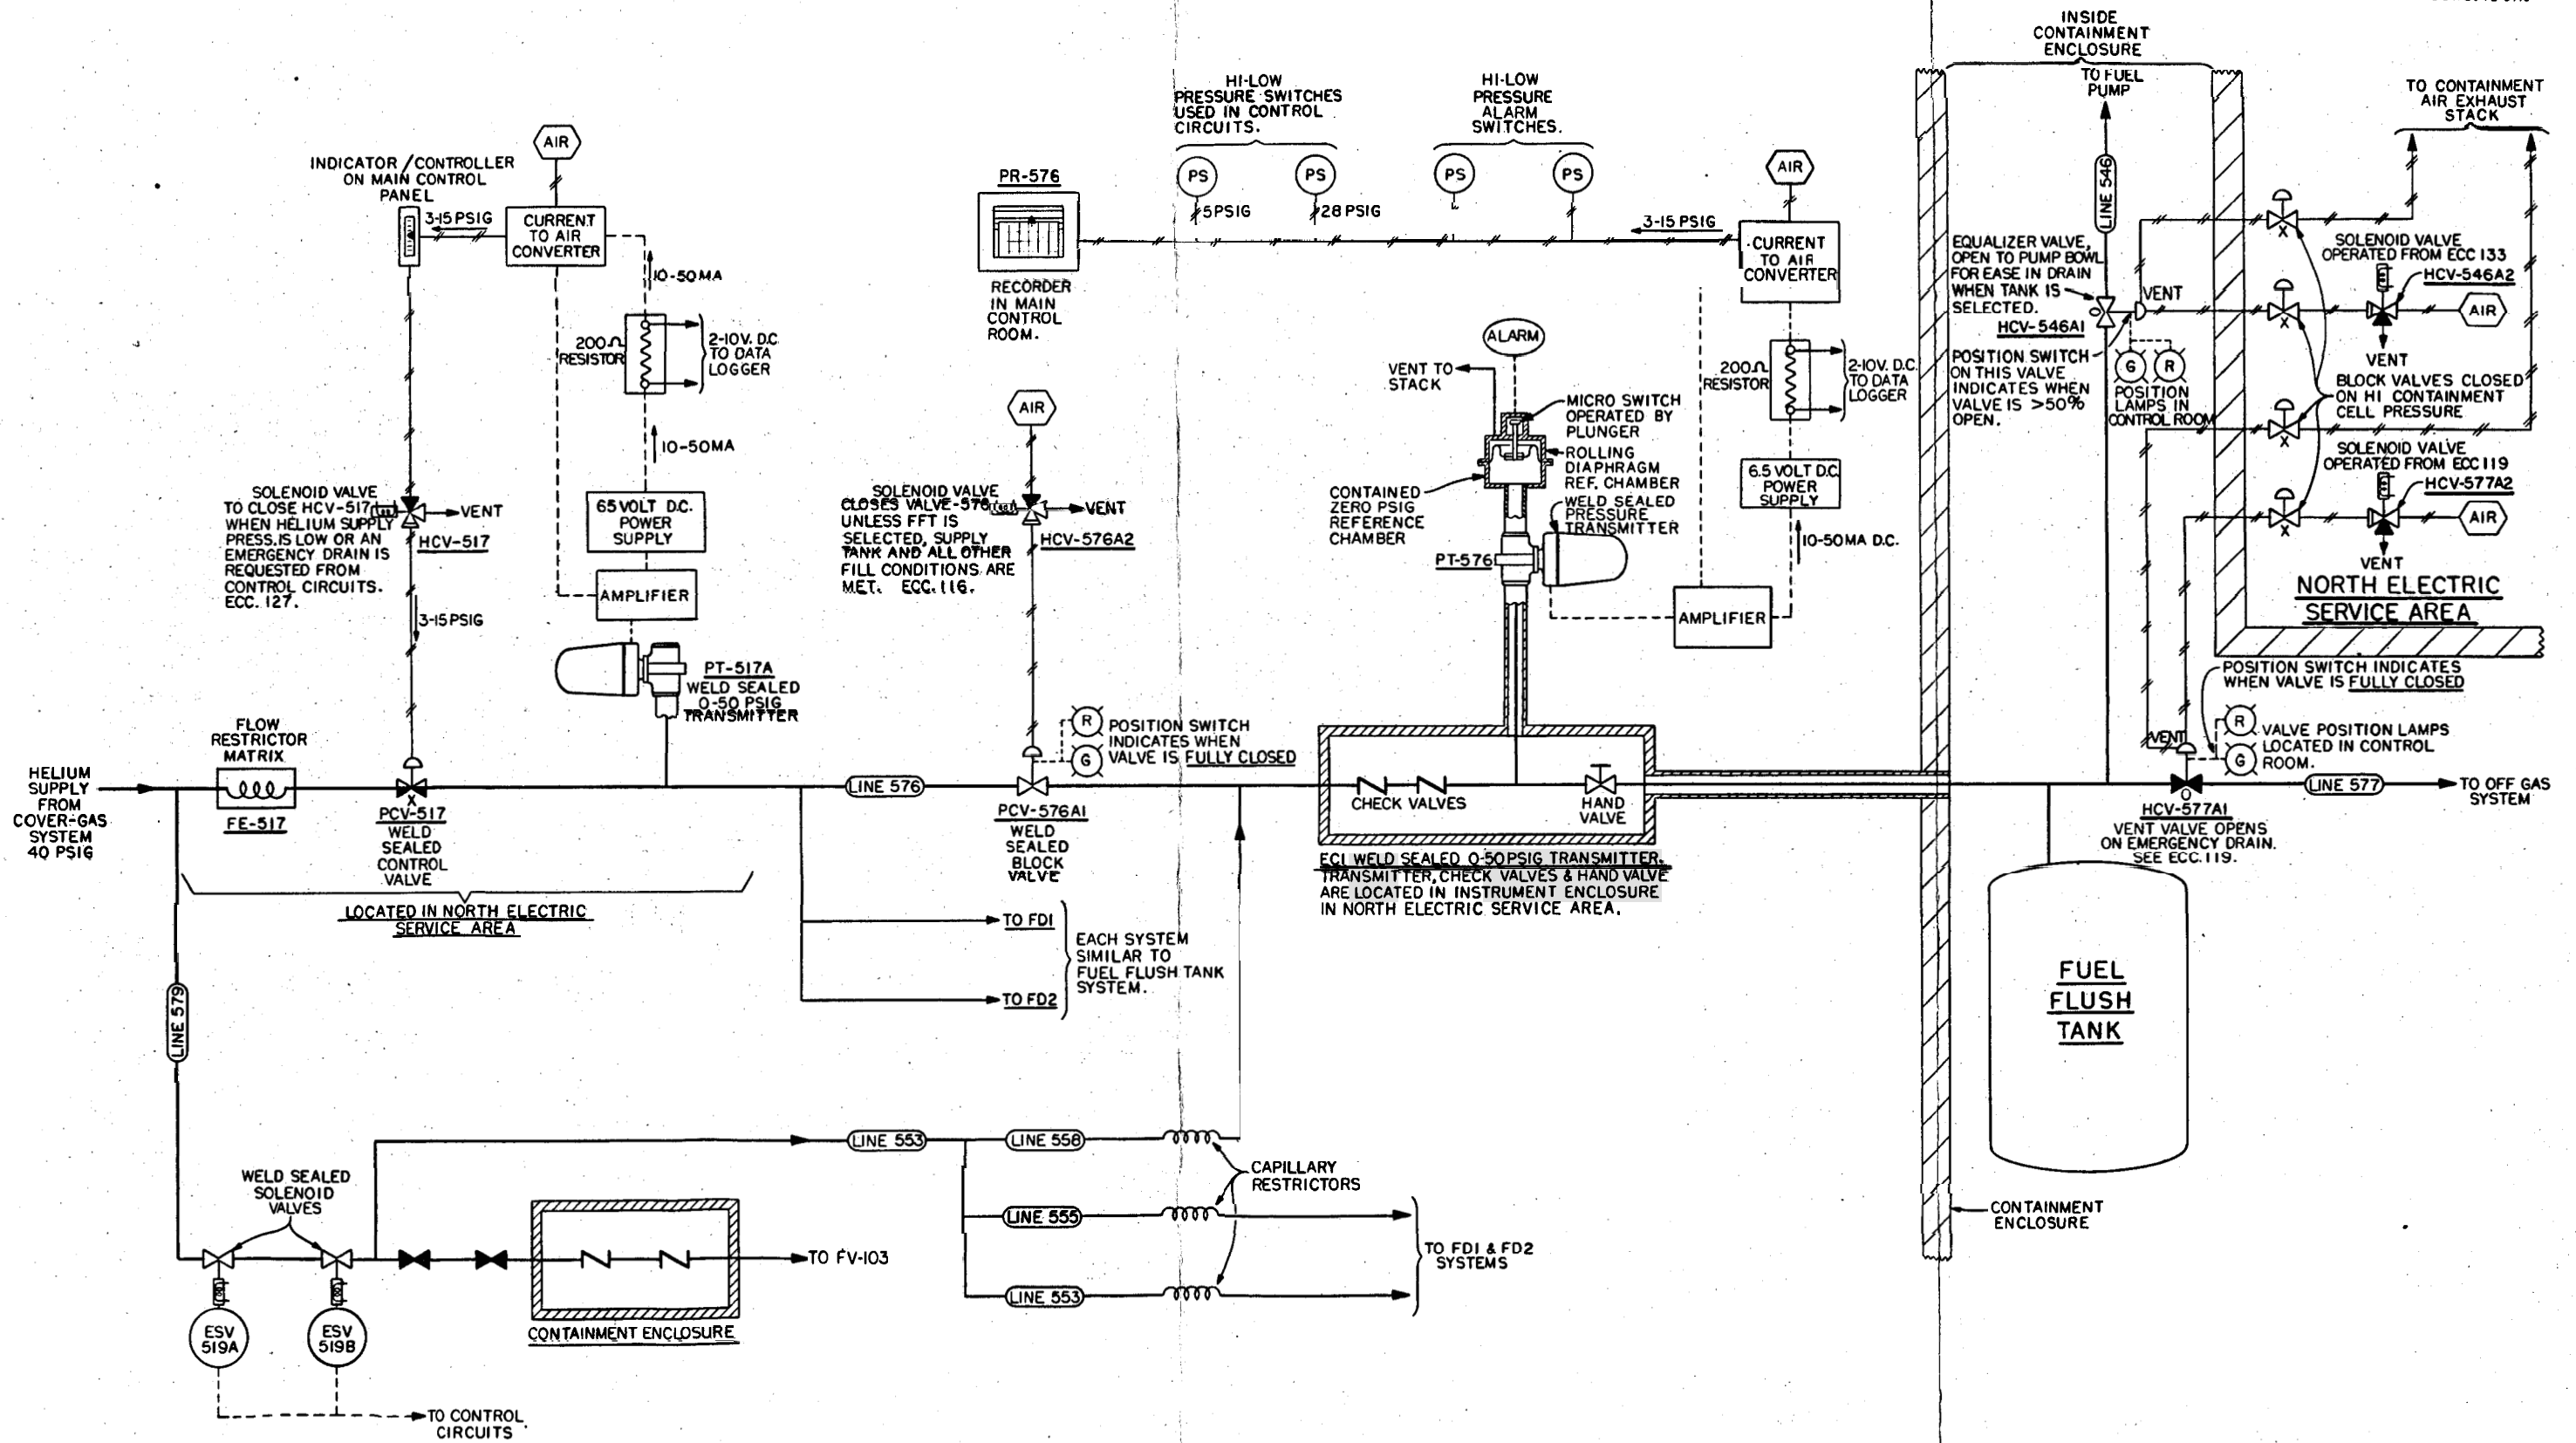 INSIDE
CONTAINMENT
ENCLOSURE
TO FUEL
PUMP
TO CONTAINMENT
AIR EXHAUST
STACK
HI-LOW
PRESSURE SWITCHES
USED IN CONTROL
CIRCUITS.
HI-LOW
PRESSURE
ALARM
SWITCHES.
AIR
INDICATOR/CONTROLLER
ON MAIN CONTROL
PANEL
3-15 PSIG
CURRENT
TO AIR
CONVERTER
10-50MA
200Ω
RESISTOR
2-10V. D.C.
TO DATA
LOGGER
10-50MA
65 VOLT D.C.
POWER
SUPPLY
AMPLIFIER
PT-517A
WELD SEALED
0-50 PSIG
TRANSMITTER
SOLENOID VALVE
TO CLOSE HCV-517
WHEN HELIUM SUPPLY
PRESS. IS LOW OR AN
EMERGENCY DRAIN IS
REQUESTED FROM
CONTROL CIRCUITS.
ECC. 127.
VENT
HCV-517
3-15 PSIG
PR-576
RECORDER
IN MAIN
CONTROL
ROOM.
PS
PS
PS
PS
5PSIG
28 PSIG
3-15 PSIG
AIR
CURRENT
TO AIR
CONVERTER
200Ω
RESISTOR
2-10V. D.C.
TO DATA
LOGGER
6.5 VOLT D.C.
POWER
SUPPLY
10-50MA D.C.
AMPLIFIER
AIR
SOLENOID VALVE
CLOSES VALVE-576
UNLESS FFT IS
SELECTED, SUPPLY
TANK AND ALL OTHER
FILL CONDITIONS ARE
MET. ECC. 116.
VENT
HCV-576A2
ALARM
VENT TO
STACK
MICRO SWITCH
OPERATED BY
PLUNGER
ROLLING
DIAPHRAGM
REF. CHAMBER
WELD SEALED
PRESSURE
TRANSMITTER
CONTAINED
ZERO PSIG
REFERENCE
CHAMBER
PT-576
LINE 546
EQUALIZER VALVE,
OPEN TO PUMP BOWL
FOR EASE IN DRAIN
WHEN TANK IS
SELECTED.
HCV-546A1
O
VENT
POSITION SWITCH
ON THIS VALVE
INDICATES WHEN
VALVE IS >50%
OPEN.
G
R
POSITION
LAMPS IN
CONTROL ROOM
X
X
X
X
SOLENOID VALVE
OPERATED FROM ECC 133
HCV-546A2
AIR
VENT
BLOCK VALVES CLOSED
ON HI CONTAINMENT
CELL PRESSURE
SOLENOID VALVE
OPERATED FROM ECC 119
HCV-577A2
AIR
VENT
NORTH ELECTRIC
SERVICE AREA
POSITION SWITCH INDICATES
WHEN VALVE IS FULLY CLOSED
VENT
R
G
VALVE POSITION LAMPS
LOCATED IN CONTROL
ROOM.
HELIUM
SUPPLY
FROM
COVER-GAS
SYSTEM
40 PSIG
FLOW
RESTRICTOR
MATRIX
FE-517
X
PCV-517
WELD
SEALED
CONTROL
VALVE
LINE 576
R
G
POSITION SWITCH
INDICATES WHEN
VALVE IS FULLY CLOSED
PCV-576A1
WELD
SEALED
BLOCK
VALVE
CHECK VALVES
HAND
VALVE
ECI WELD SEALED 0-50PSIG TRANSMITTER.
TRANSMITTER, CHECK VALVES & HAND VALVE
ARE LOCATED IN INSTRUMENT ENCLOSURE
IN NORTH ELECTRIC SERVICE AREA.
O
HCV-577A1
VENT VALVE OPENS
ON EMERGENCY DRAIN.
SEE ECC. 119.
LINE 577
TO OFF GAS
SYSTEM
LOCATED IN NORTH ELECTRIC
SERVICE AREA
TO FD1
TO FD2
EACH SYSTEM
SIMILAR TO
FUEL FLUSH TANK
SYSTEM.
FUEL
FLUSH
TANK
LINE 579
LINE 553
LINE 558
LINE 555
LINE 553
CAPILLARY
RESTRICTORS
TO FD1 & FD2
SYSTEMS
CONTAINMENT
ENCLOSURE
WELD SEALED
SOLENOID
VALVES
ESV
519A
ESV
519B
TO FV-103
CONTAINMENT ENCLOSURE
TO CONTROL
CIRCUITS